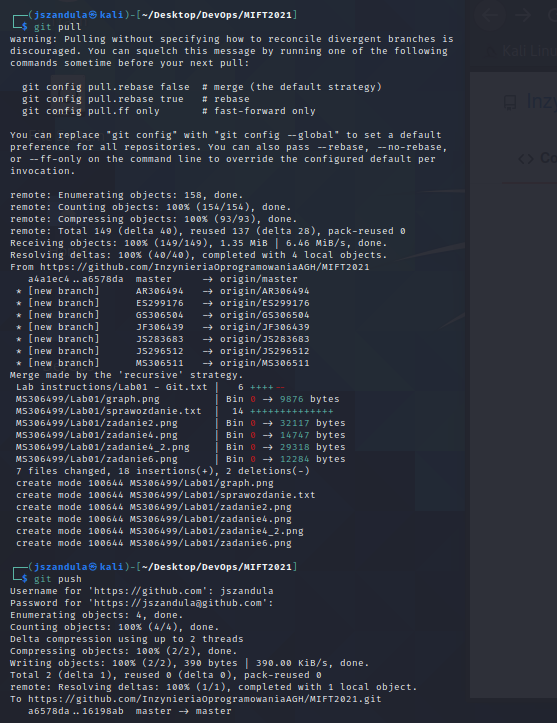 ┌──(jszandula㉿kali)-[~/Desktop/DevOps/MIFT2021]
└─$ git pull
warning: Pulling without specifying how to reconcile divergent branches is
discouraged. You can squelch this message by running one of the following
commands sometime before your next pull:
git config pull.rebase false  # merge (the default strategy)
git config pull.rebase true   # rebase
git config pull.ff only       # fast-forward only
You can replace "git config" with "git config --global" to set a default
preference for all repositories. You can also pass --rebase, --no-rebase,
or --ff-only on the command line to override the configured default per
invocation.
remote: Enumerating objects: 158, done.
remote: Counting objects: 100% (154/154), done.
remote: Compressing objects: 100% (93/93), done.
remote: Total 149 (delta 40), reused 137 (delta 28), pack-reused 0
Receiving objects: 100% (149/149), 1.35 MiB | 6.46 MiB/s, done.
Resolving deltas: 100% (40/40), completed with 4 local objects.
From https://github.com/InzynieriaOprogramowaniaAGH/MIFT2021
a4a1ec4..a6578da  master     -> origin/master
* [new branch]      AR306494   -> origin/AR306494
* [new branch]      ES299176   -> origin/ES299176
* [new branch]      GS306504   -> origin/GS306504
* [new branch]      JF306439   -> origin/JF306439
* [new branch]      JS283683   -> origin/JS283683
* [new branch]      JS296512   -> origin/JS296512
* [new branch]      MS306511   -> origin/MS306511
Merge made by the 'recursive' strategy.
Lab instructions/Lab01 - Git.txt |   6 ++++--
MS306499/Lab01/graph.png         | Bin 0 -> 9876 bytes
MS306499/Lab01/sprawozdanie.txt  |  14 ++++++++++++++
MS306499/Lab01/zadanie2.png      | Bin 0 -> 32117 bytes
MS306499/Lab01/zadanie4.png      | Bin 0 -> 14747 bytes
MS306499/Lab01/zadanie4_2.png    | Bin 0 -> 29318 bytes
MS306499/Lab01/zadanie6.png      | Bin 0 -> 12284 bytes
7 files changed, 18 insertions(+), 2 deletions(-)
create mode 100644 MS306499/Lab01/graph.png
create mode 100644 MS306499/Lab01/sprawozdanie.txt
create mode 100644 MS306499/Lab01/zadanie2.png
create mode 100644 MS306499/Lab01/zadanie4.png
create mode 100644 MS306499/Lab01/zadanie4_2.png
create mode 100644 MS306499/Lab01/zadanie6.png
┌──(jszandula㉿kali)-[~/Desktop/DevOps/MIFT2021]
└─$ git push
Username for 'https://github.com': jszandula
Password for 'https://jszandula@github.com':
Enumerating objects: 4, done.
Counting objects: 100% (4/4), done.
Delta compression using up to 2 threads
Compressing objects: 100% (2/2), done.
Writing objects: 100% (2/2), 390 bytes | 390.00 KiB/s, done.
Total 2 (delta 1), reused 0 (delta 0), pack-reused 0
remote: Resolving deltas: 100% (1/1), completed with 1 local object.
To https://github.com/InzynieriaOprogramowaniaAGH/MIFT2021.git
a6578da..16198ab  master -> master
Kali Linu
Inzy
<> Co